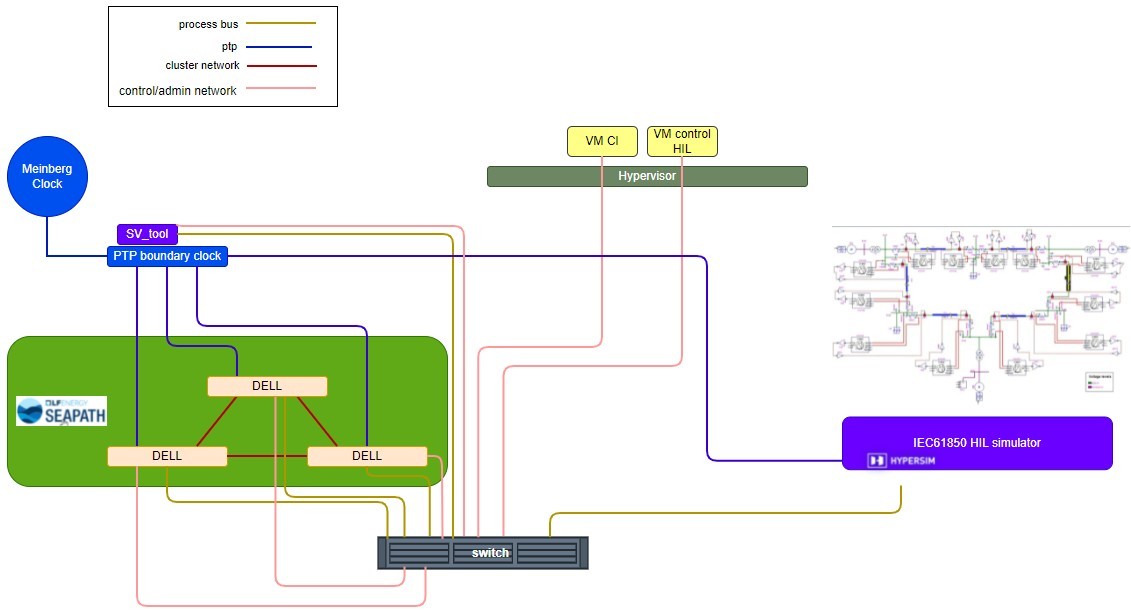 process bus
ptp
cluster network
control/admin network
Meinberg
Clock
VM CI
VM control
HIL
Hypervisor
SV_tool
PTP boundary clock
DELL
LF ENERGY
SEAPATH
DELL
DELL
IEC61850 HIL simulator
HYPERSIM
switch